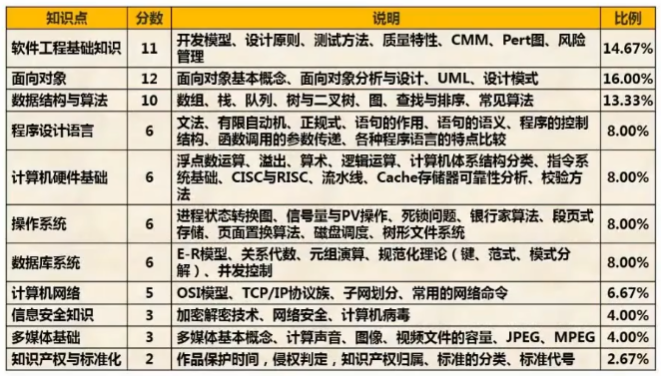 知识点 分数 说明 比例
软件工程基础知识 11 开发模型、设计原则、测试方法、质量特性、CMM、Pert图、风险
管理 14.67%
面向对象 12 面向对象基本概念、面向对象分析与设计、UML、设计模式 16.00%
数据结构与算法 10 数组、栈、队列、树与二叉树、图、查找与排序、常见算法 13.33%
程序设计语言 6 文法、有限自动机、正规式、语句的作用、语句的语义、程序的控制
结构、函数调用的参数传递、各种程序语言的特点比较 8.00%
计算机硬件基础 6 浮点数运算、溢出、算术、逻辑运算、计算机体系结构分类、指令系
统基础、CISC与RISC、流水线、Cache存储器可靠性分析、校验方
法 8.00%
操作系统 6 进程状态转换图、信号量与PV操作、死锁问题、银行家算法、段页式
存储、页面置换算法、磁盘调度、树形文件系统 8.00%
数据库系统 6 E-R模型、关系代数、元组演算、规范化理论（键、范式、模式分
解）、并发控制 8.00%
计算机网络 5 OSI模型、TCP/IP协议族、子网划分、常用的网络命令 6.67%
信息安全知识 3 加密解密技术、网络安全、计算机病毒 4.00%
多媒体基础 3 多媒体基本概念、计算声音、图像、视频文件的容量、JPEG、MPEG 4.00%
知识产权与标准化 2 作品保护时间，侵权判定，知识产权归属、标准的分类、标准代号 2.67%